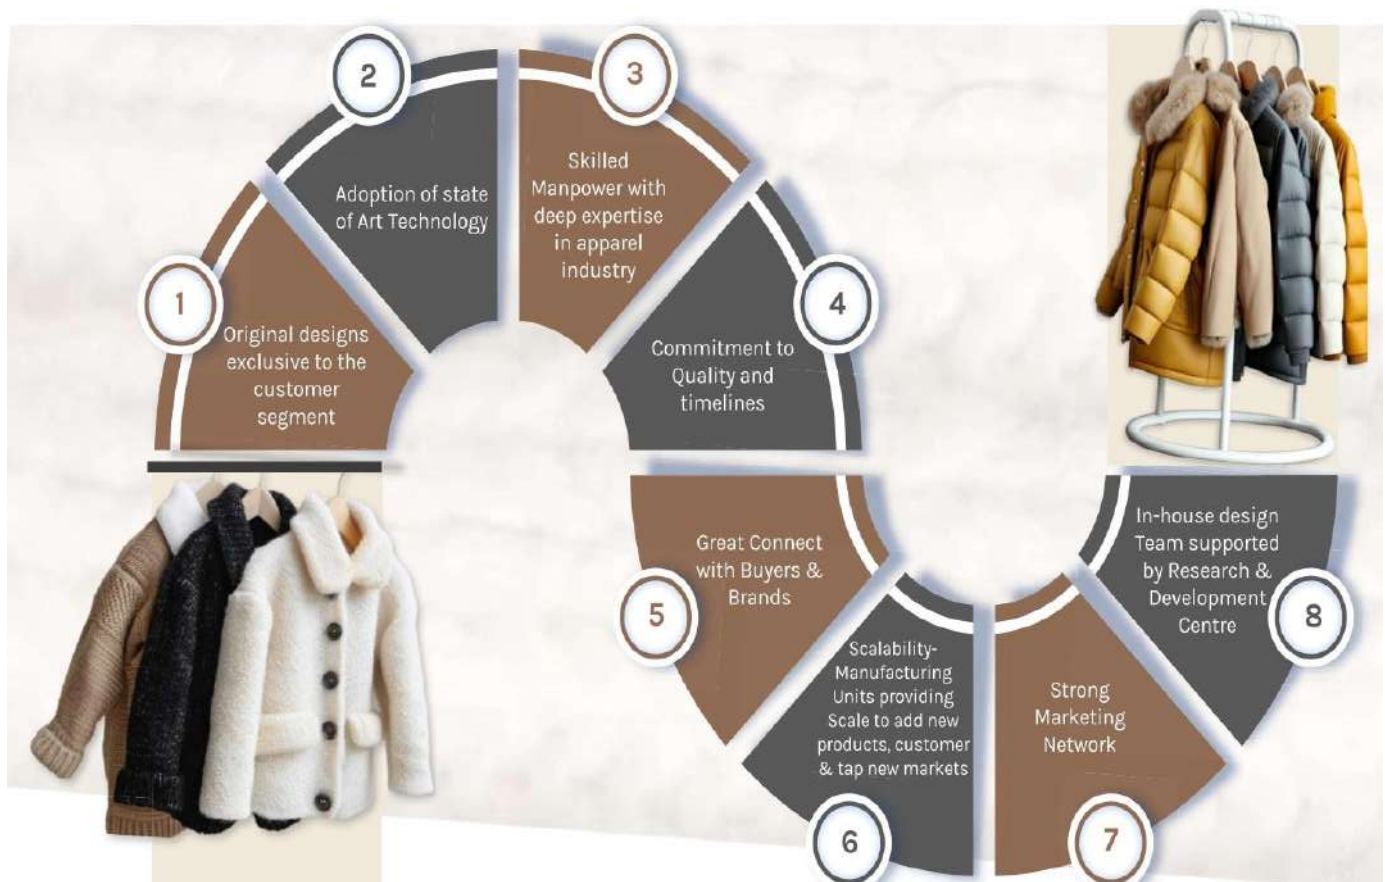 1
Original designs
exclusive to the
customer
segment
2
Adoption of state
of Art Technology
3
Skilled
Manpower with
deep expertise
in apparel
industry
4
Commitment to
Quality and
timelines
5
Great Connect
with Buyers &
Brands
6
Scalability-
Manufacturing
Units providing
Scale to add new
products, customer
& tap new markets
7
Strong
Marketing
Network
8
In-house design
Team supported
by Research &
Development
Centre